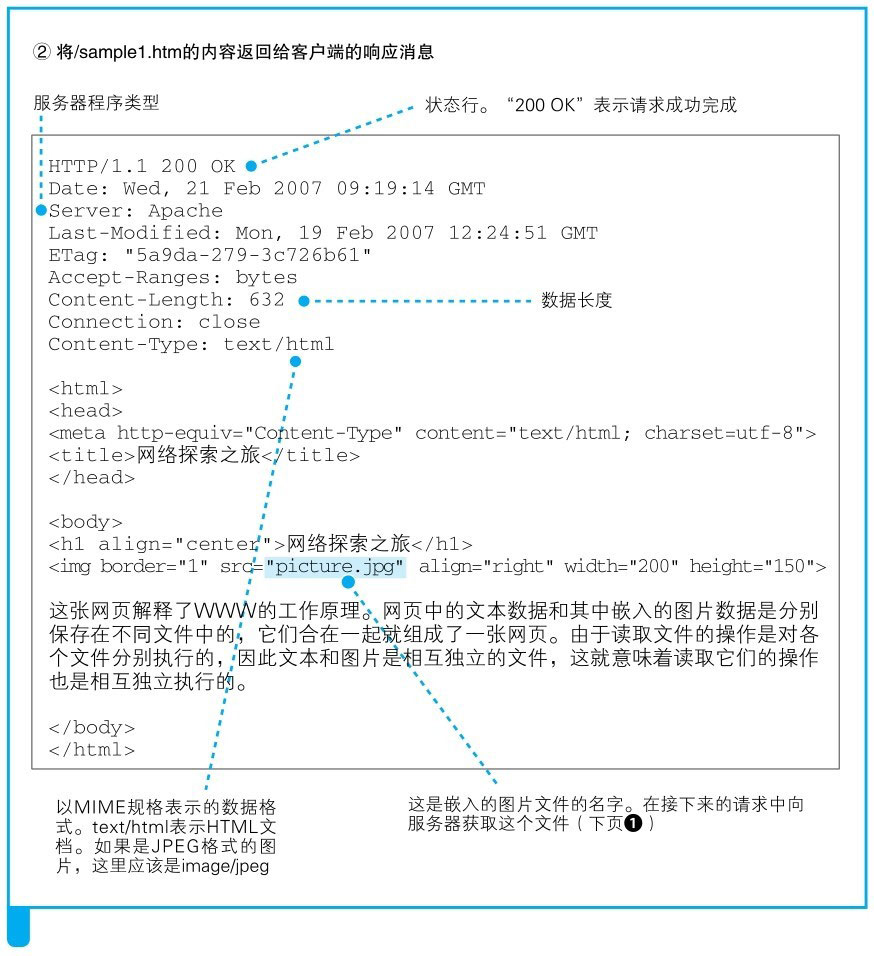 ② 将/sample1.htm的内容返回给客户端的响应消息
服务器程序类型
状态行。“200 OK”表示请求成功完成
HTTP/1.1 200 OK
Date: Wed, 21 Feb 2007 09:19:14 GMT
Server: Apache
Last-Modified: Mon, 19 Feb 2007 12:24:51 GMT
ETag: "5a9da-279-3c726b61"
Accept-Ranges: bytes
Content-Length: 632
数据长度
Connection: close
Content-Type: text/html
<html>
<head>
<meta http-equiv="Content-Type" content="text/html; charset=utf-8">
<title>网络探索之旅</title>
</head>
<body>
<h1 align="center">网络探索之旅</h1>
<img border="1" src="picture.jpg" align="right" width="200" height="150">
这张网页解释了WWW的工作原理。网页中的文本数据和其中嵌入的图片数据是分别
保存在不同文件中的，它们合在一起就组成了一张网页。由于读取文件的操作是对各
个文件分别执行的，因此文本和图片是相互独立的文件，这就意味着读取它们的操作
也是相互独立执行的。
</body>
</html>
以MIME规格表示的数据格
式。text/html表示HTML文
档。如果是JPEG格式的图
片，这里应该是image/jpeg
这是嵌入的图片文件的名字。在接下来的请求中向
服务器获取这个文件（下页❶）